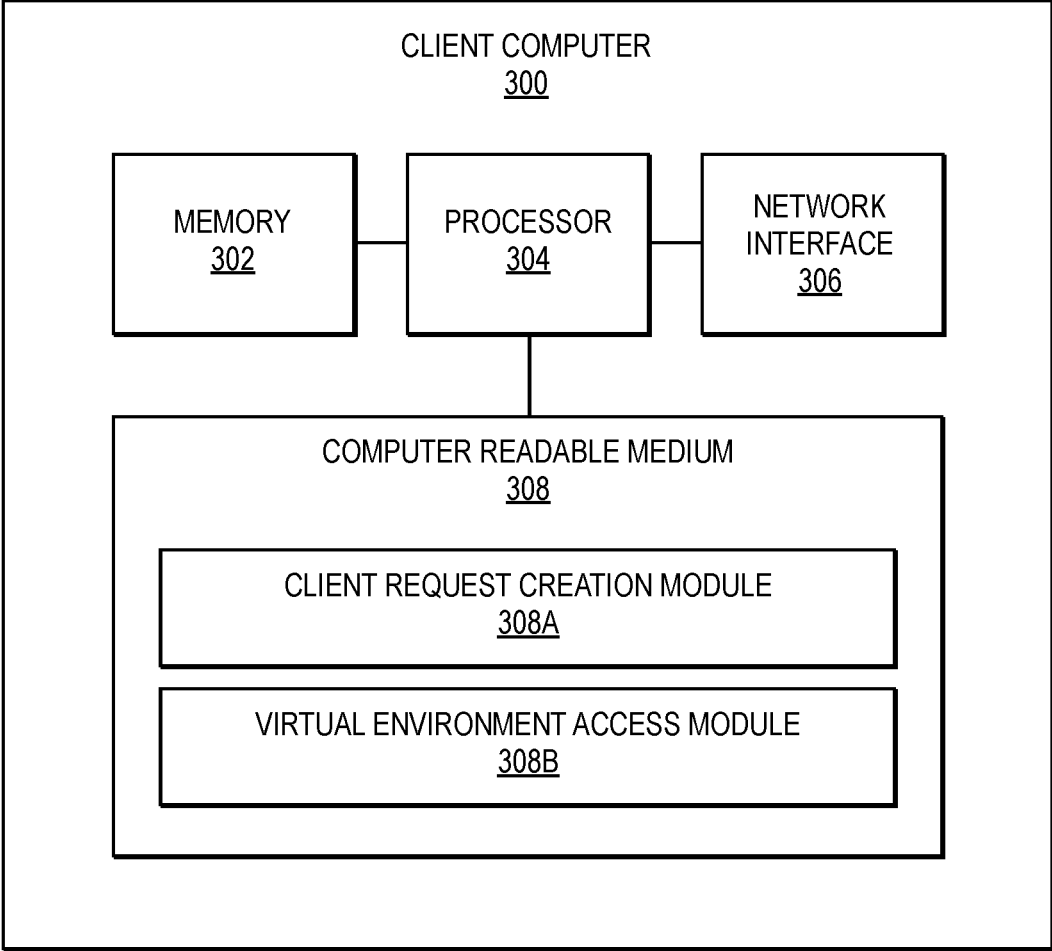 CLIENT COMPUTER
300
MEMORY
302
PROCESSOR
304
NETWORK
INTERFACE
306
COMPUTER READABLE MEDIUM
308
CLIENT REQUEST CREATION MODULE
308A
VIRTUAL ENVIRONMENT ACCESS MODULE
308B